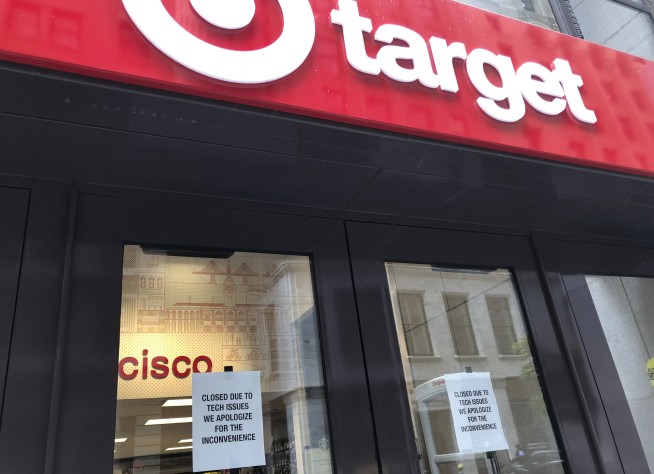 target
cisco
CLOSED DUE TO
TECH ISSUES
WE APOLOGIZE
FOR THE
INCONVENIENCE
CLOSED DUE TO
TECH ISSUES
WE APOLOGIZE
FOR THE
INCONVENIENCE